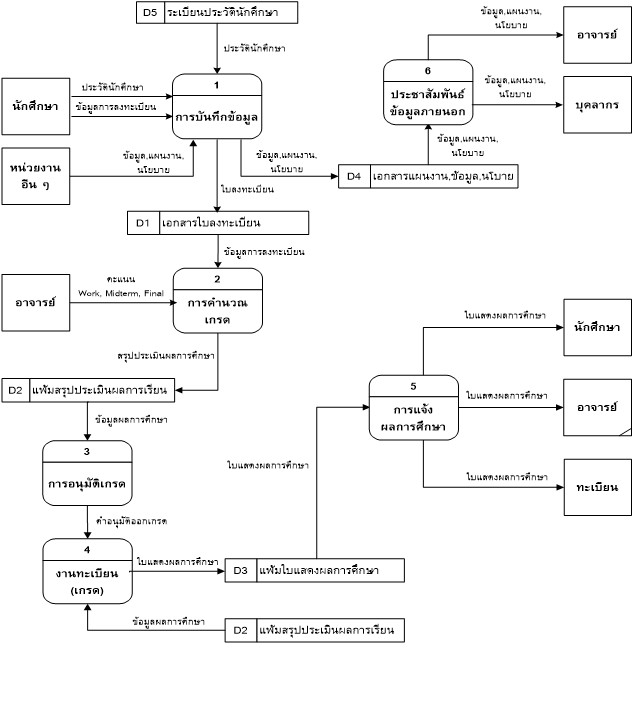 D5 ระเบียนประวัตินักศึกษา
ประวัตินักศึกษา
ข้อมูล,แผนงาน,
นโยบาย
อาจารย์
6
ประชาสัมพันธ์
ข้อมูลภายนอก
ข้อมูล,แผนงาน,
นโยบาย
บุคลากร
นักศึกษา
ประวัตินักศึกษา
ข้อมูลการลงทะเบียน
1
การบันทึกข้อมูล
ข้อมูล,แผนงาน,
นโยบาย
หน่วยงาน
อื่น ๆ
ข้อมูล,แผนงาน,
นโยบาย
ข้อมูล,แผนงาน,
นโยบาย
D4 เอกสารแผนงาน,ข้อมูล,นโบาย
ใบลงทะเบียน
D1 เอกสารใบลงทะเบียน
ข้อมูลการลงทะเบียน
อาจารย์
คะแนน
Work, Midterm, Final
2
การคำนวณ
เกรด
สรุปประเมินผลการศึกษา
D2 แฟ้มสรุปประเมินผลการเรียน
ข้อมูลผลการศึกษา
3
การอนุมัติเกรด
คำอนุมัติออกเกรด
4
งานทะเบียน
(เกรด)
ใบแสดงผลการศึกษา
D3 แฟ้มใบแสดงผลการศึกษา
ข้อมูลผลการศึกษา
D2 แฟ้มสรุปประเมินผลการเรียน
ใบแสดงผลการศึกษา
5
การแจ้ง
ผลการศึกษา
ใบแสดงผลการศึกษา
นักศึกษา
ใบแสดงผลการศึกษา
อาจารย์
ใบแสดงผลการศึกษา
ทะเบียน